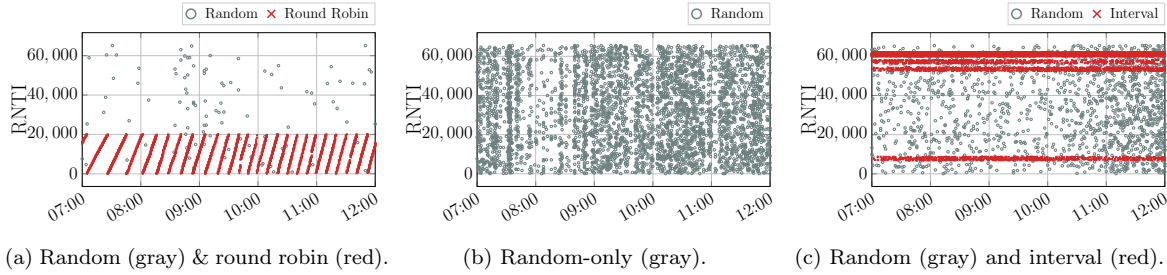 Random Round Robin
RNTI
60,000
40,000
20,000
0
07:00 08:00 09:00 10:00 11:00 12:00
(a) Random (gray) & round robin (red).
Random
RNTI
60,000
40,000
20,000
0
07:00 08:00 09:00 10:00 11:00 12:00
(b) Random-only (gray).
Random Interval
RNTI
60,000
40,000
20,000
0
07:00 08:00 09:00 10:00 11:00 12:00
(c) Random (gray) and interval (red).